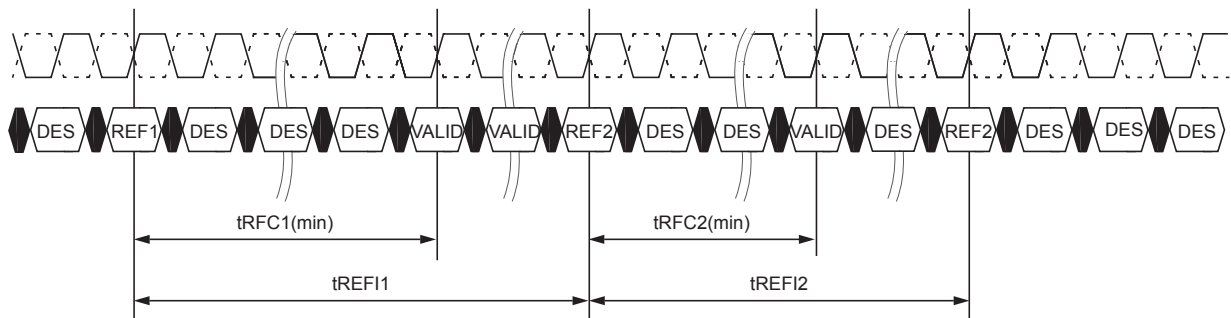 DES REF1 DES DES DES VALID VALID REF2 DES DES VALID DES REF2 DES DES DES
tRFC1(min) tRFC2(min)
tREFI1 tREFI2